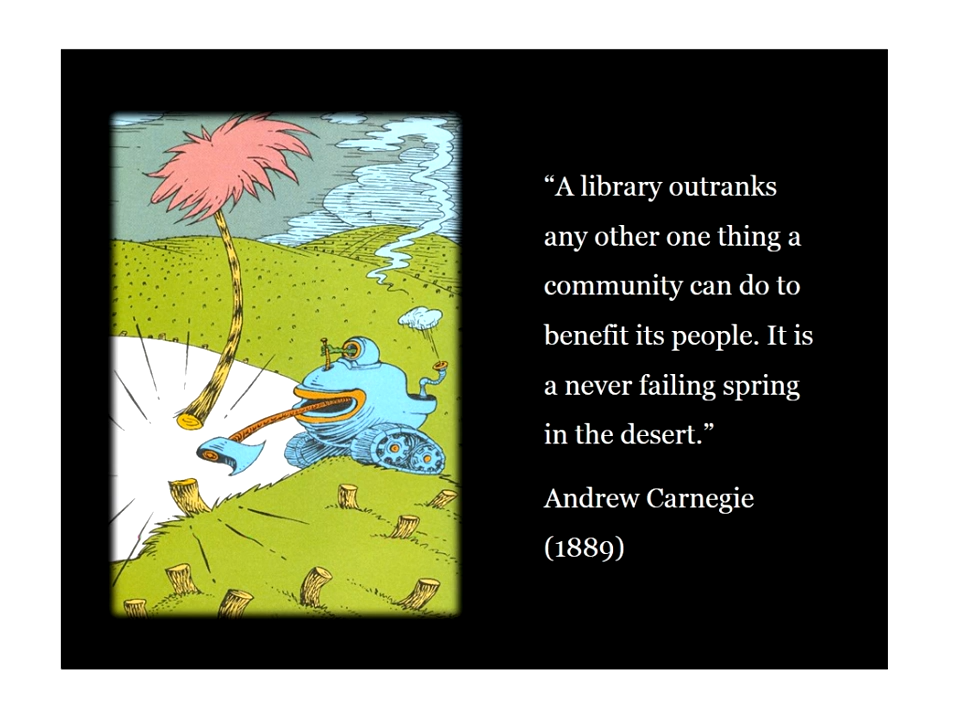 “A library outranks
any other one thing a
community can do to
benefit its people. It is
a never failing spring
in the desert.”
Andrew Carnegie
(1889)